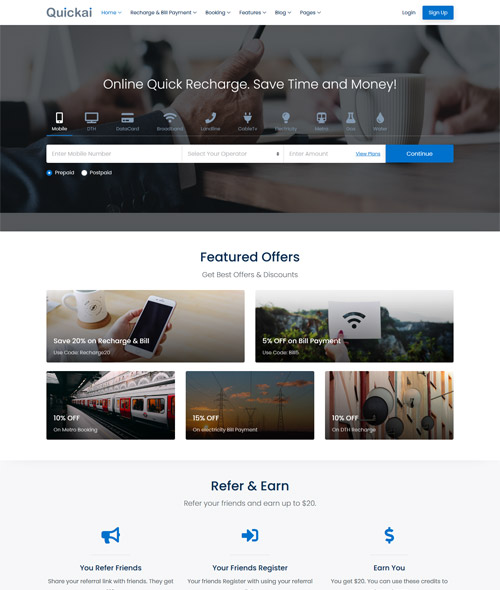 Quickai
Home Recharge & Bill Payment Booking Features Blog Pages Login Sign Up
Online Quick Recharge. Save Time and Money!
Mobile DTH DataCard Broadband Landline CableTv Electricity Metro Gas Water
Enter Mobile Number Select Your Operator Enter Amount View Plans Continue
Prepaid Postpaid
Featured Offers
Get Best Offers & Discounts
Save 20% on Recharge & Bill
Use Code: Recharge20
5% OFF on Bill Payment
Use Code: Bill5
10% OFF
On Metro Booking
15% OFF
On electricity Bill Payment
10% OFF
On DTH Recharge
Refer & Earn
Refer your friends and earn up to $20.
You Refer Friends
Share your referral link with friends. They get
Your Friends Register
Your friends Register with using your referral
Earn You
You get $20. You can use these credits to